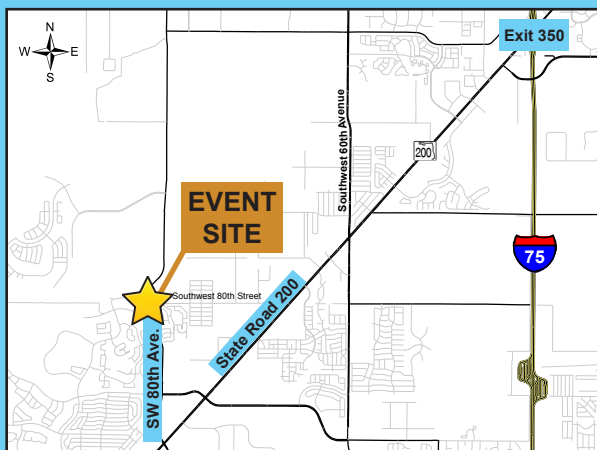 N
W E
S
Exit 350
Southwest 60th Avenue
200
EVENT
SITE
75
Southwest 80th Street
State Road 200
SW 80th Ave.